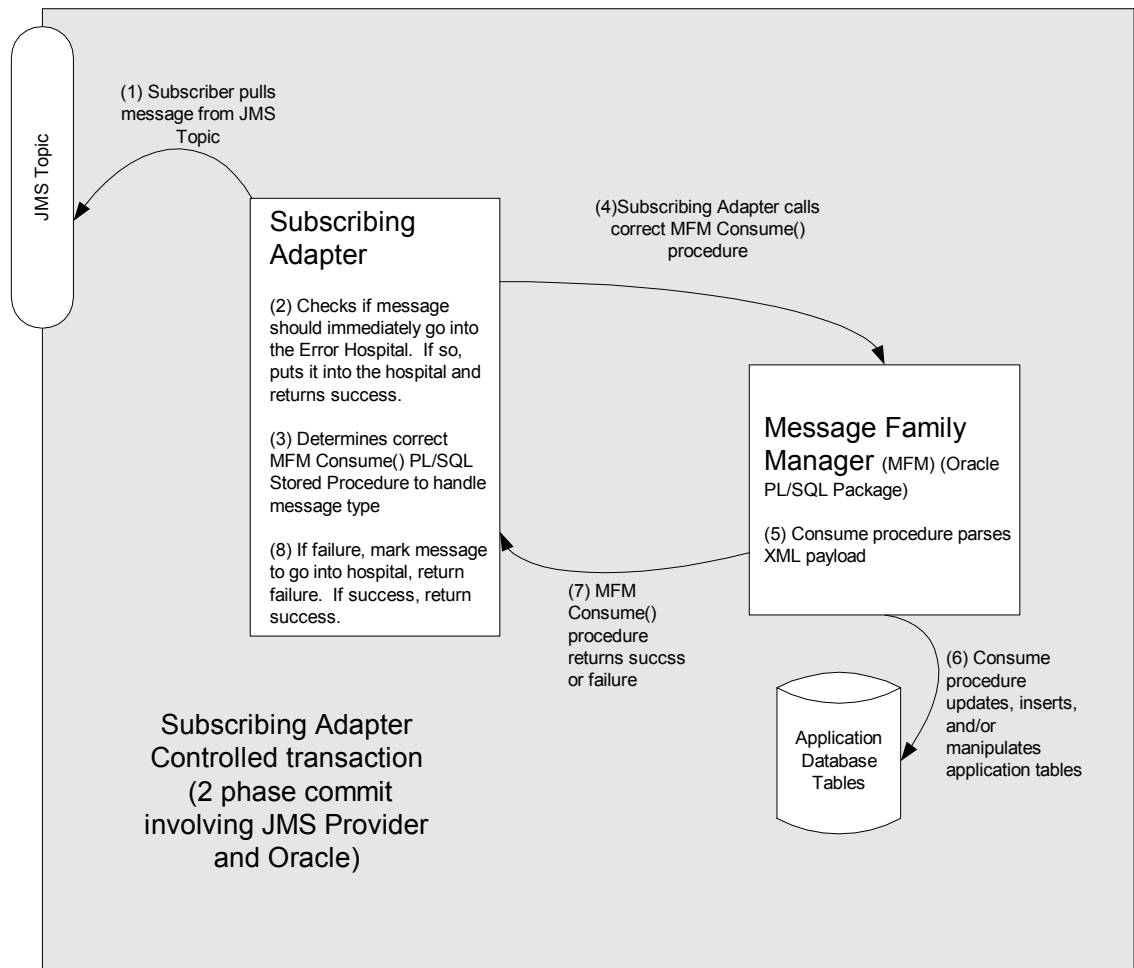 JMS Topic
(1) Subscriber pulls
message from JMS
Topic
Subscribing
Adapter
(2) Checks if message
should immediately go into
the Error Hospital. If so,
puts it into the hospital and
returns success.
(3) Determines correct
MFM Consume() PL/SQL
Stored Procedure to handle
message type
(8) If failure, mark message
to go into hospital, return
failure. If success, return
success.
(4)Subscribing Adapter calls
correct MFM Consume()
procedure
Message Family
Manager (MFM) (Oracle
PL/SQL Package)
(5) Consume procedure parses
XML payload
(7) MFM
Consume()
procedure
returns succss
or failure
(6) Consume
procedure
updates, inserts,
and/or
manipulates
application tables
Application
Database
Tables
Subscribing Adapter
Controlled transaction
(2 phase commit
involving JMS Provider
and Oracle)